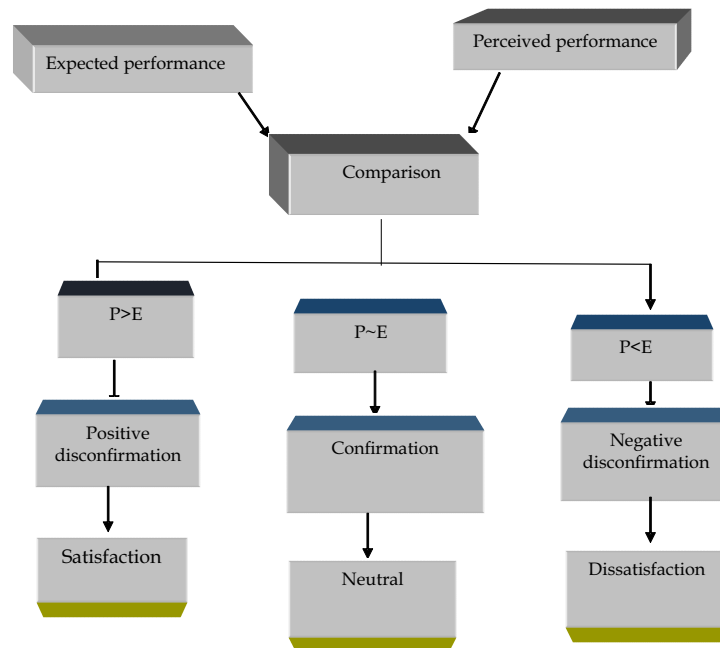 Expected performance
Perceived performance
Comparison
P>E
P~E
P<E
Positive
disconfirmation
Confirmation
Negative
disconfirmation
Satisfaction
Neutral
Dissatisfaction